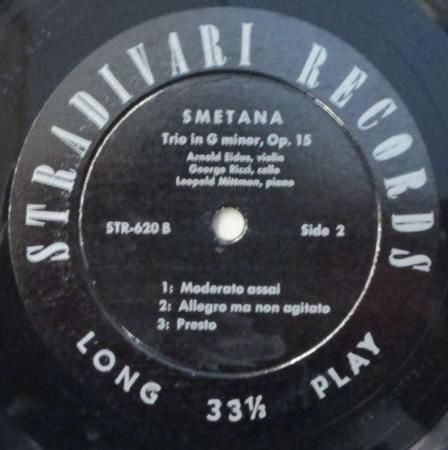 STRADIVARI RECORDS
SMETANA
Trio in G minor, Op. 15
Arnold Eidus, violin
George Ricci, cello
Leopold Mittman, piano
STR-620 B
Side 2
1: Moderato assai
2: Allegro ma non agitato
3: Presto
LONG 33⅓ PLAY